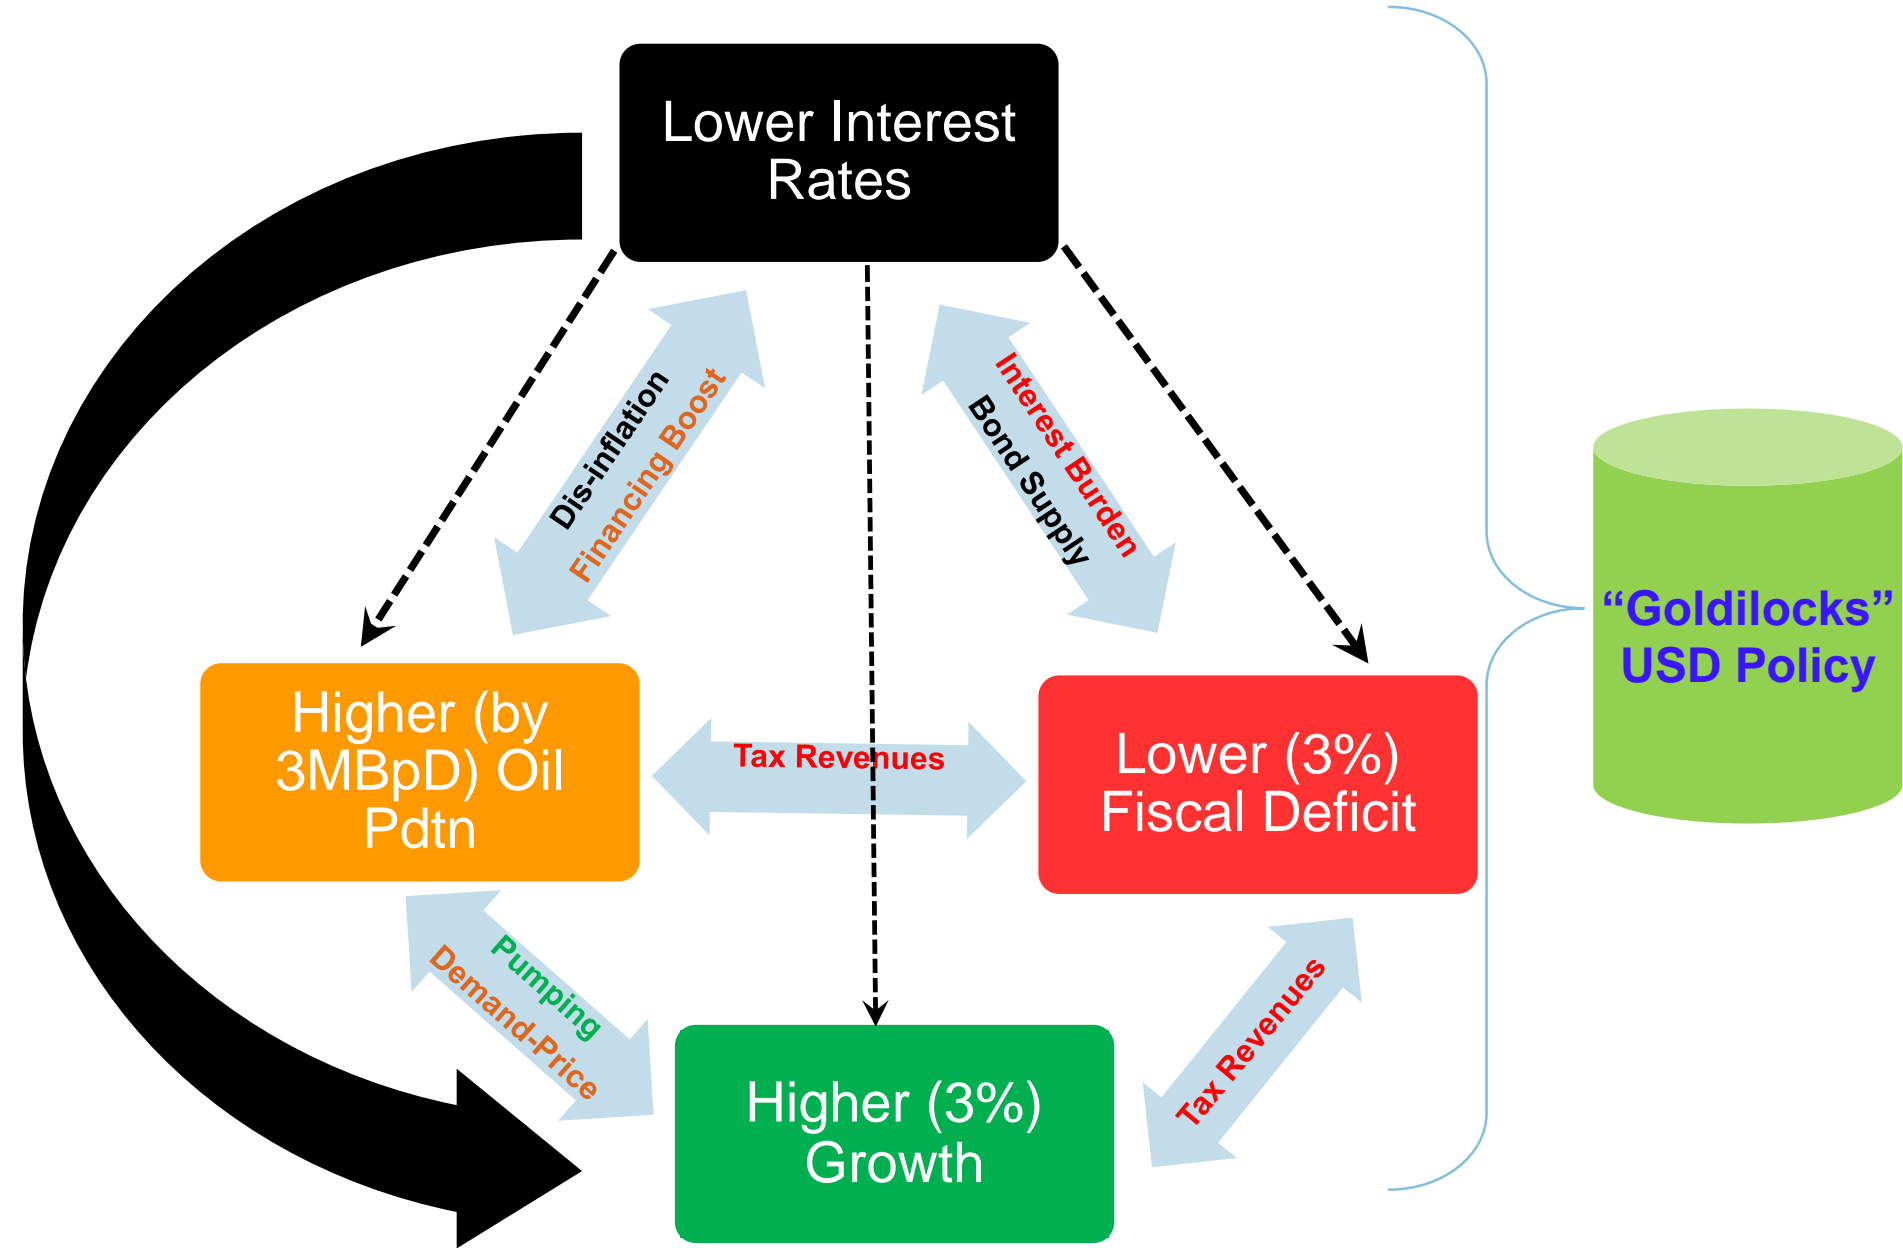 Lower Interest
Rates
Dis-inflation
Financing Boost
Interest Burden
Bond Supply
“Goldilocks”
USD Policy
Higher (by
3MBpD) Oil
Pdtn
Tax Revenues
Lower (3%)
Fiscal Deficit
Pumping
Demand-Price
Tax Revenues
Higher (3%)
Growth